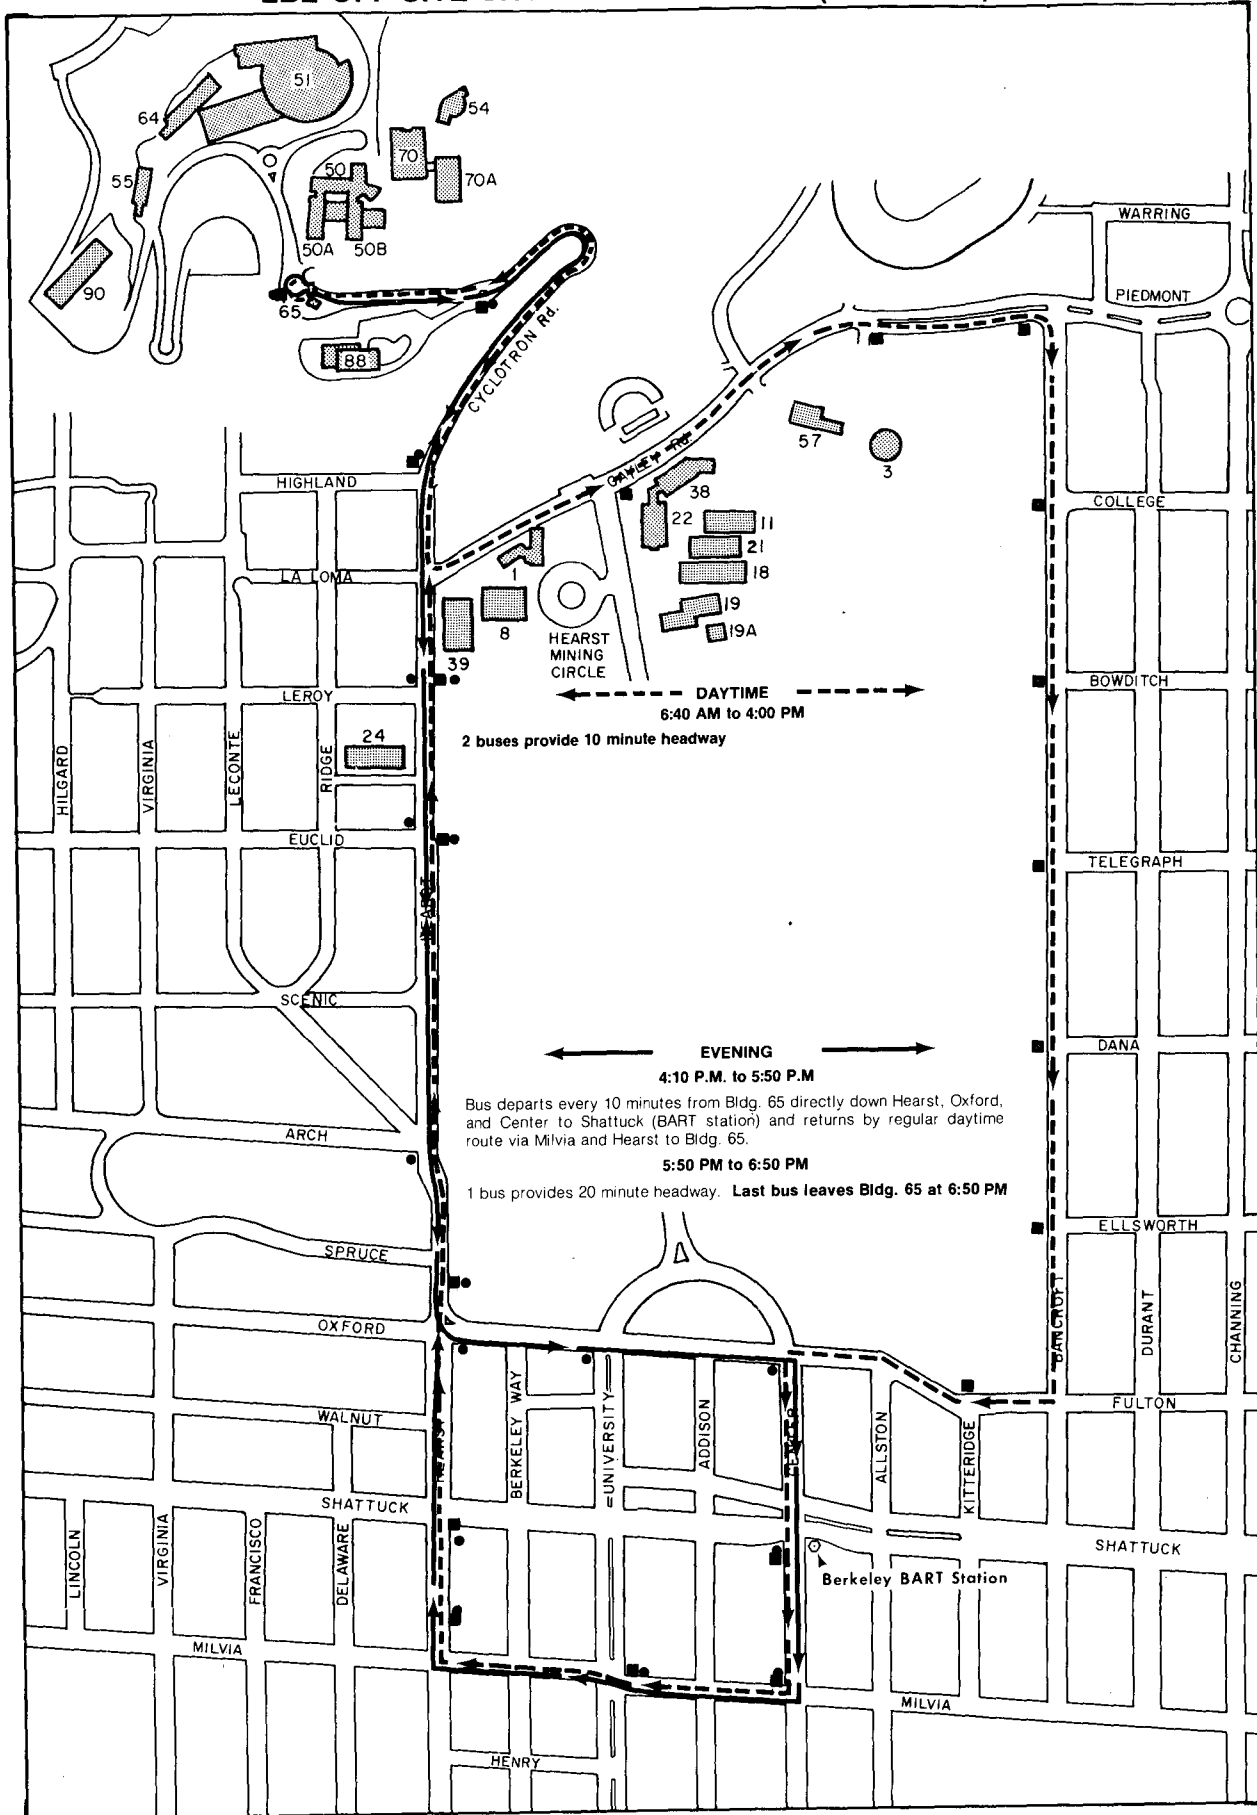 51
54
64
70
50
70A
55
WARRING
50A
50B
90
PIEDMONT
65
CYCLOTRON Rd.
88
57
3
GAYLEY Rd.
HIGHLAND
38
COLLEGE
22
11
21
LA LOMA
1
18
19
8
19A
39
HEARST
MINING
CIRCLE
BOWDITCH
LEROY
DAYTIME
6:40 AM to 4:00 PM
24
2 buses provide 10 minute headway
HILGARD
VIRGINIA
LECONTE
RIDGE
EUCLID
TELEGRAPH
HEARST
SCENIC
DANA
EVENING
4:10 P.M. to 5:50 P.M
Bus departs every 10 minutes from Bldg. 65 directly down Hearst, Oxford,
and Center to Shattuck (BART station) and returns by regular daytime
route via Milvia and Hearst to Bldg. 65.
ARCH
5:50 PM to 6:50 PM
1 bus provides 20 minute headway. Last bus leaves Bldg. 65 at 6:50 PM
ELLSWORTH
SPRUCE
OXFORD
BANCROFT
DURANT
CHANNING
FULTON
WALNUT
HEARST
BERKELEY WAY
UNIVERSITY
ADDISON
CENTER
ALLSTON
KITTERIDGE
SHATTUCK
SHATTUCK
LINCOLN
VIRGINIA
FRANCISCO
DELAWARE
Berkeley BART Station
MILVIA
MILVIA
HENRY